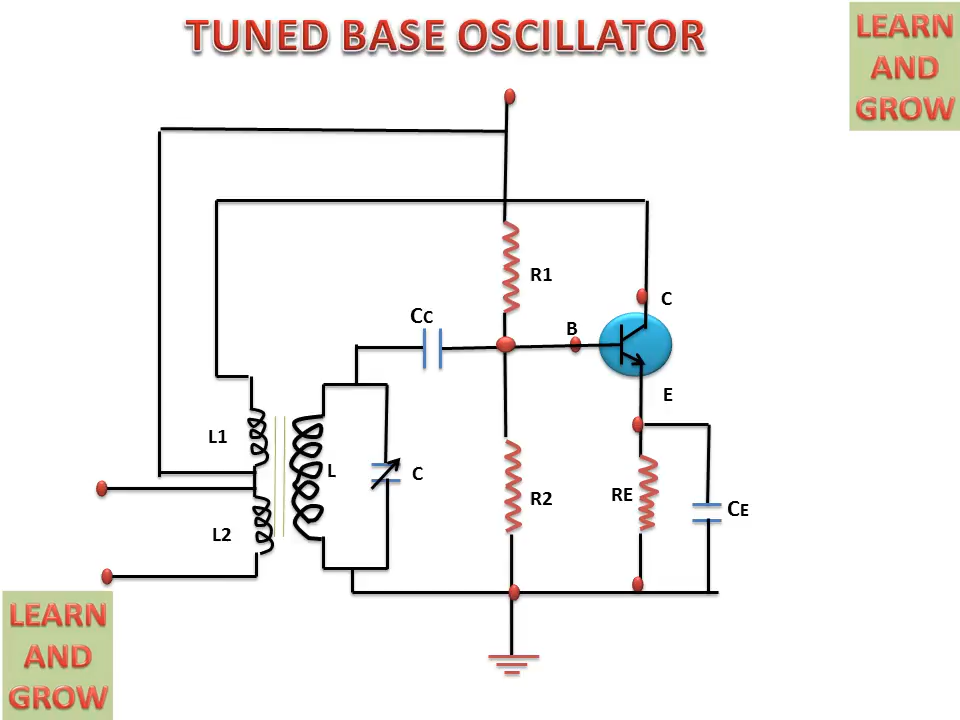 TUNED BASE OSCILLATOR
LEARN
AND
GROW
R1
C
CC
B
E
L1
L
C
R2
RE
CE
L2
LEARN
AND
GROW